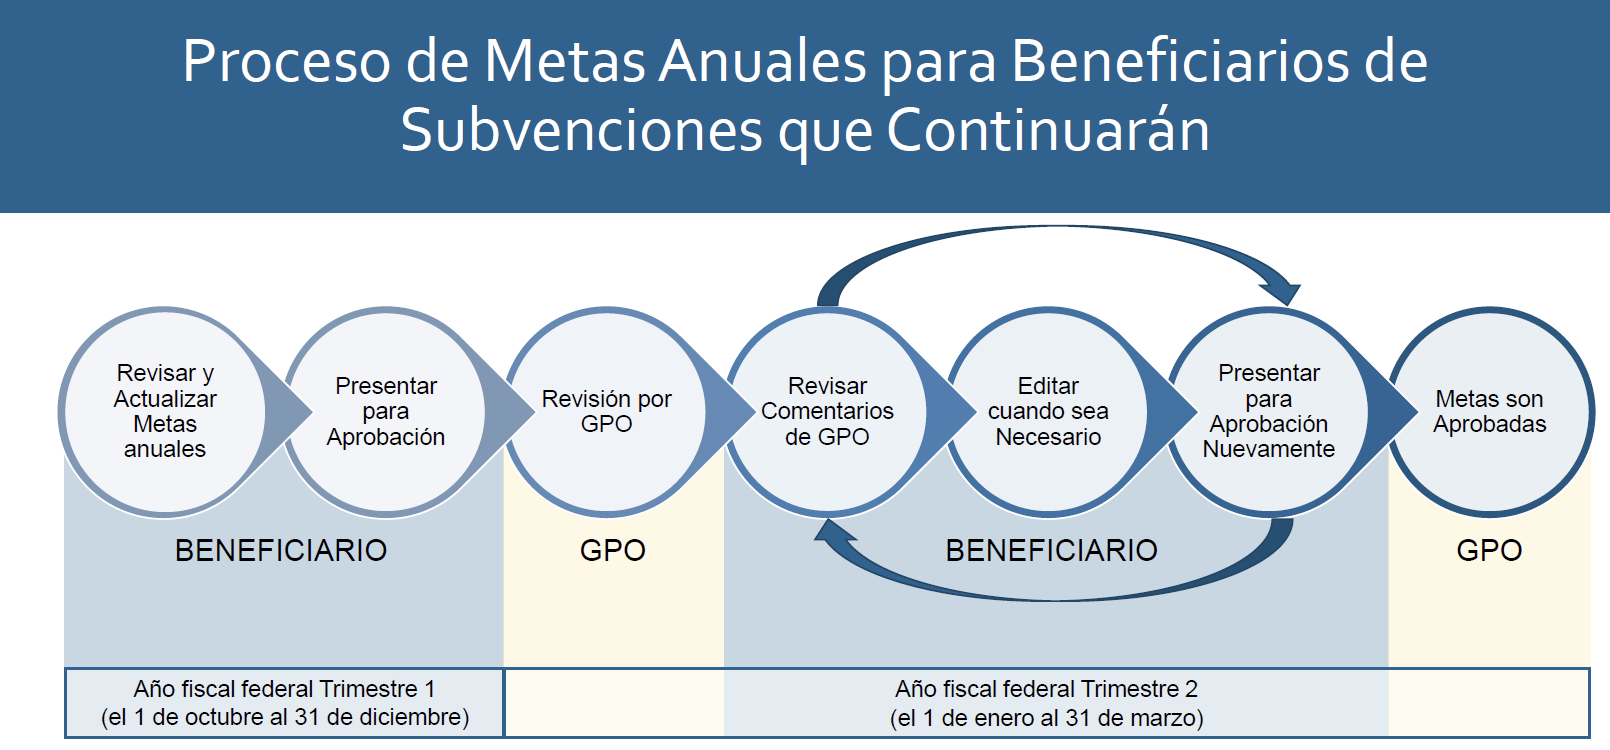 Proceso de Metas Anuales para Beneficiarios de
Subvenciones que Continuarán
Revisar y
Actualizar
Metas
anuales
Presentar
para
Aprobación
Revisión por
GPO
Revisar
Comentarios
de GPO
Editar
cuando sea
Necesario
Presentar
para
Aprobación
Nuevamente
Metas son
Aprobadas
BENEFICIARIO
GPO
BENEFICIARIO
GPO
Año fiscal federal Trimestre 1
(el 1 de octubre al 31 de diciembre)
Año fiscal federal Trimestre 2
(el 1 de enero al 31 de marzo)